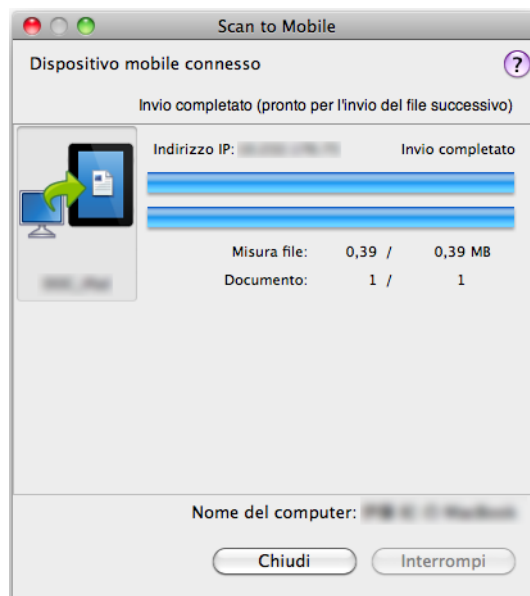 Scan to Mobile
Dispositivo mobile connesso
?
Invio completato (pronto per l'invio del file successivo)
Indirizzo IP:
Invio completato
Misura file: 0,39 / 0,39 MB
Documento: 1 / 1
Nome del computer:
Chiudi
Interrompi